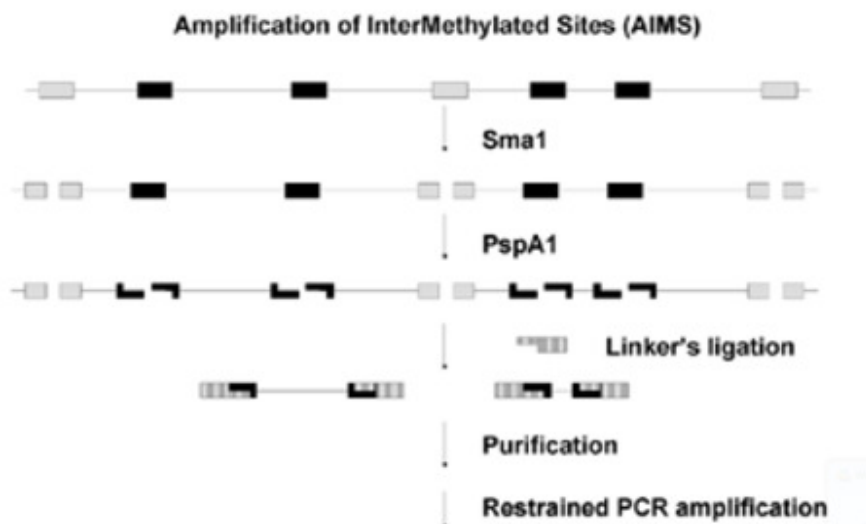 Amplification of InterMethylated Sites (AIMS)
Sma1
PspA1
Linker's ligation
Purification
Restrained PCR amplification